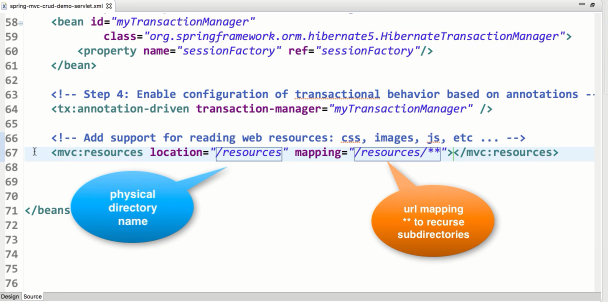 spring-mvc-crud-demo-servlet.xml
58 <bean id="myTransactionManager"
59 class="org.springframework.orm.hibernate5.HibernateTransactionManager">
60 <property name="sessionFactory" ref="sessionFactory"/>
61 </bean>
62
63 <!-- Step 4: Enable configuration of transactional behavior based on annotations -
64 <tx:annotation-driven transaction-manager="myTransactionManager" />
65
66 <!-- Add support for reading web resources: css, images, js, etc ... -->
67 <mvc:resources location="/resources" mapping="/resources/**"></mvc:resources>
68
69
70
71 </beans
72
73
74
75
76
physical
directory
name
url mapping
** to recurse
subdirectories
Design Source